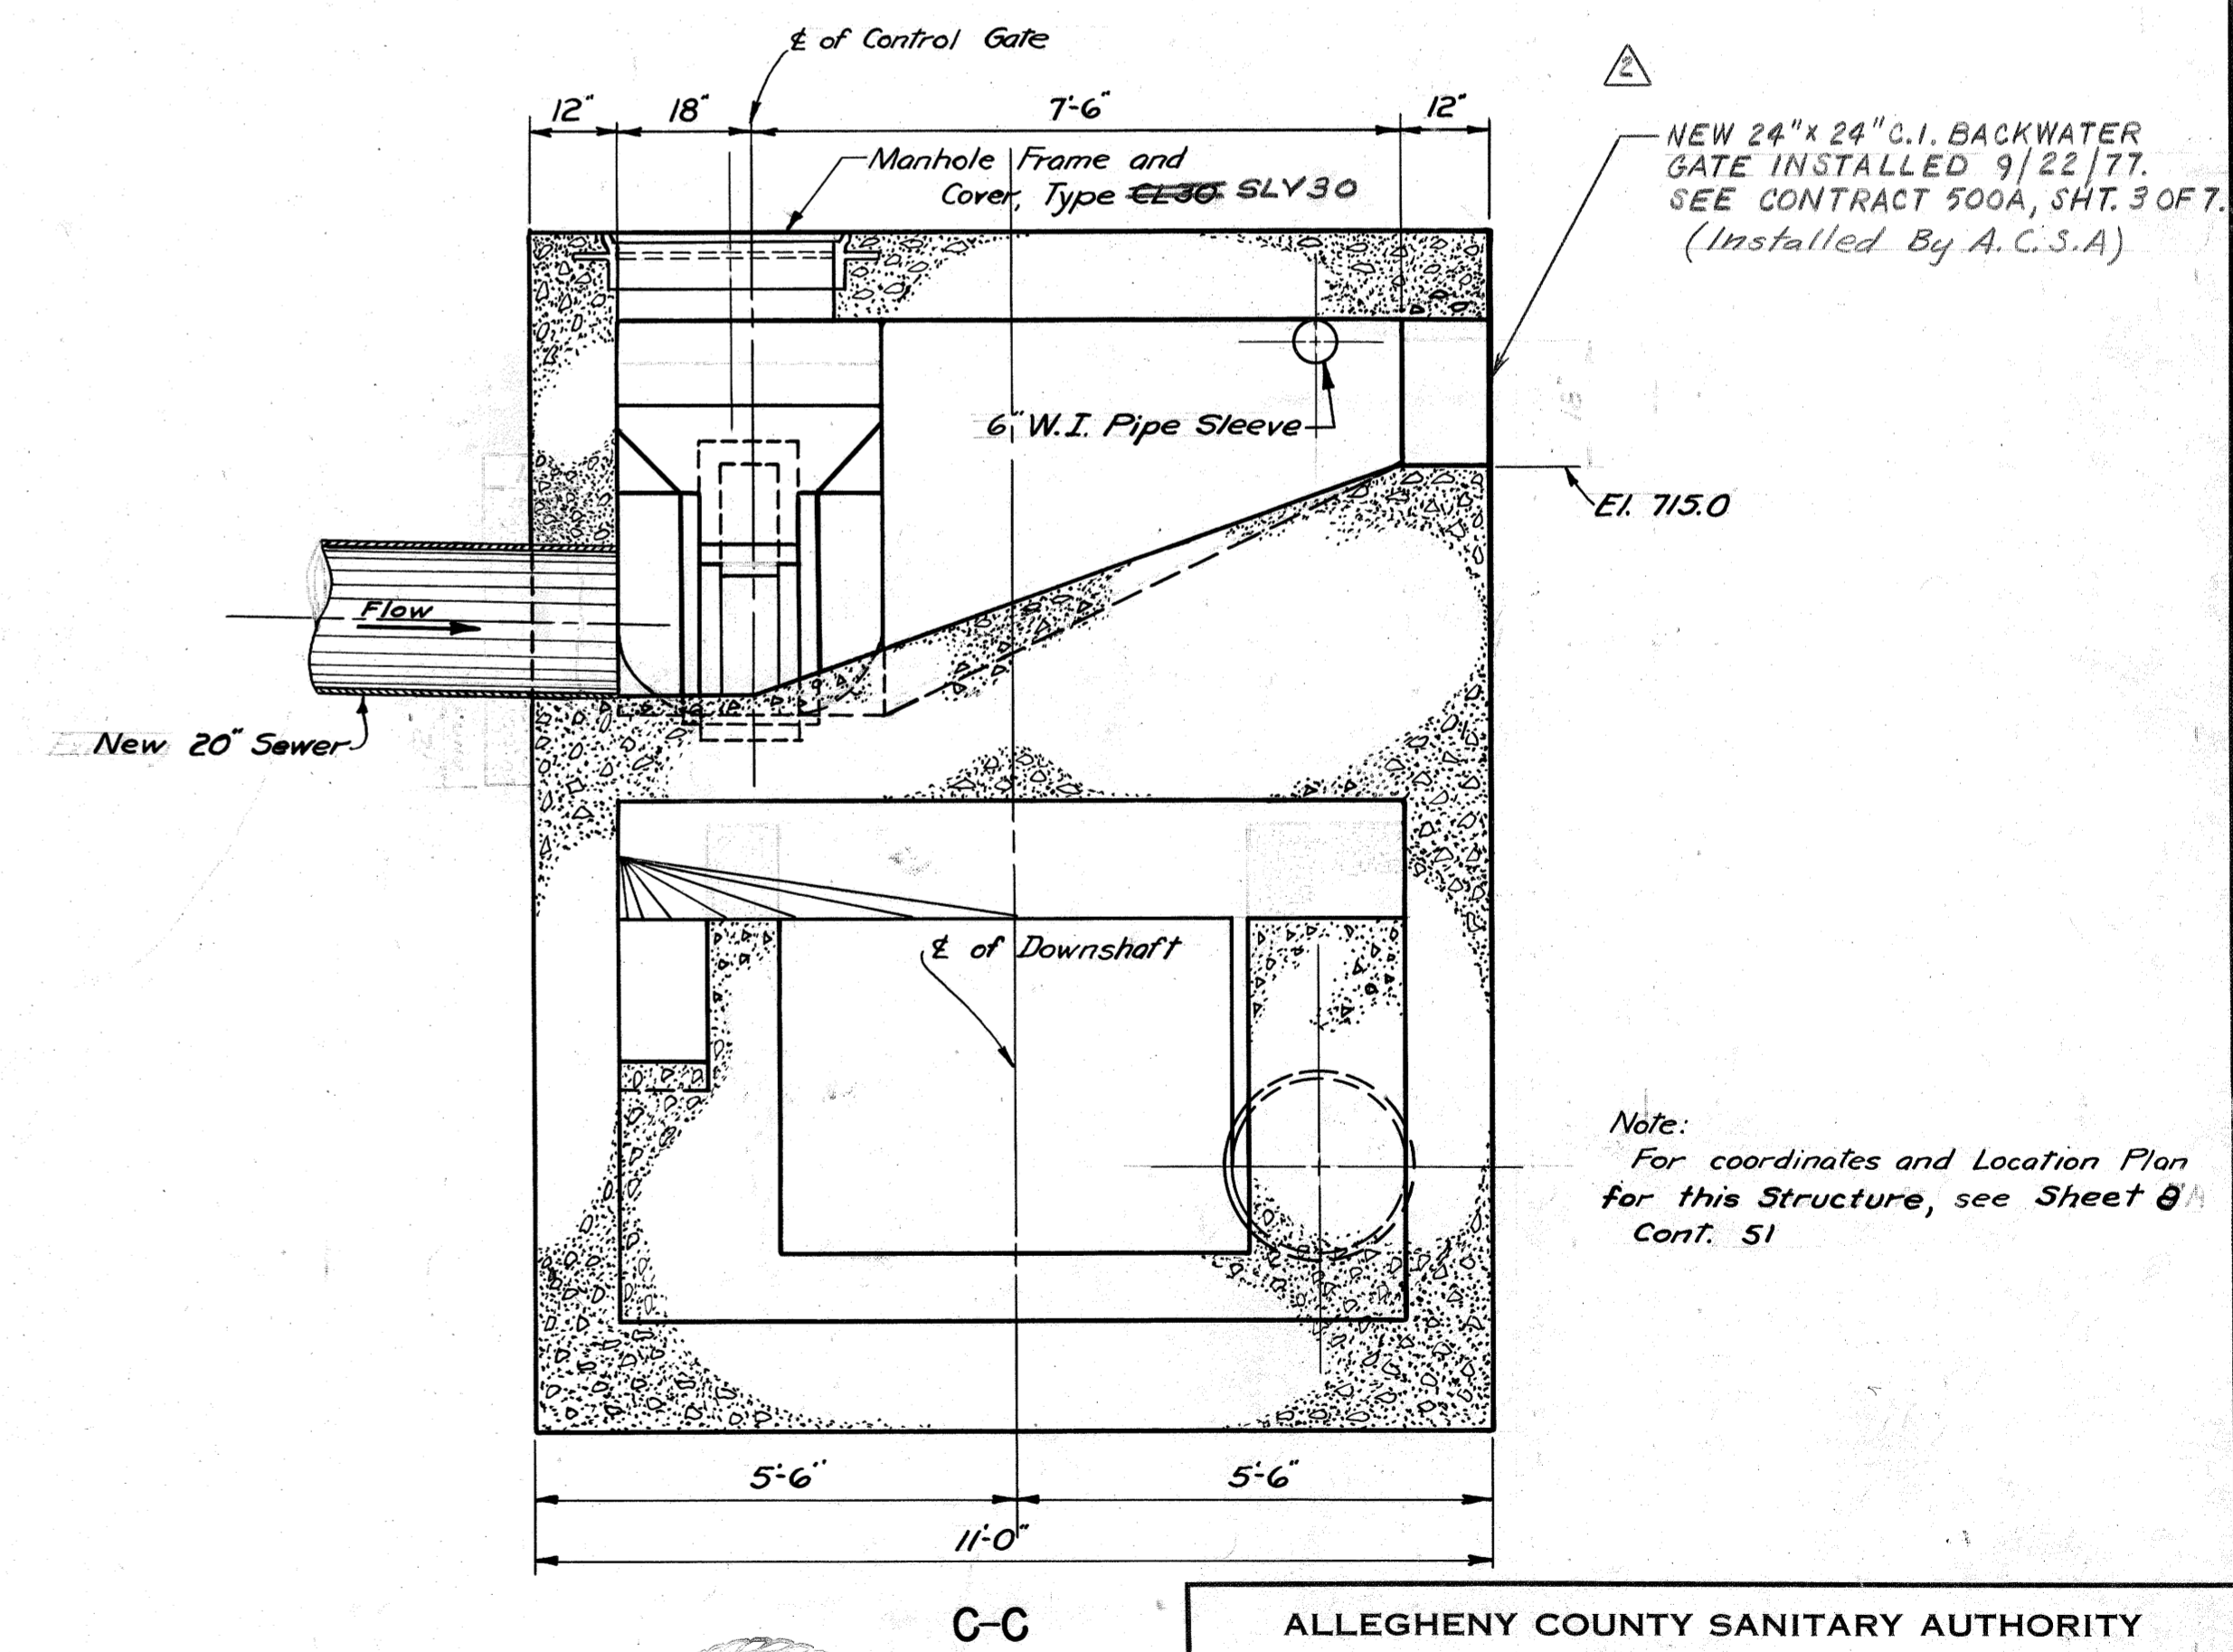 ℄ of Control Gate
12" 18" 7'-6" 12"
2
NEW 24" x 24" C.I. BACKWATER
GATE INSTALLED 9/22/77.
SEE CONTRACT 500A, SHT. 3 OF 7.
(Installed By A.C.S.A)
Manhole Frame and
Cover, Type CL30 SLV30
6" W.I. Pipe Sleeve
El. 715.0
Flow
New 20" Sewer
℄ of Downshaft
Note:
For coordinates and Location Plan
for this Structure, see Sheet 8
Cont. 51
5'-6" 5'-6"
11'-0"
C-C
ALLEGHENY COUNTY SANITARY AUTHORITY